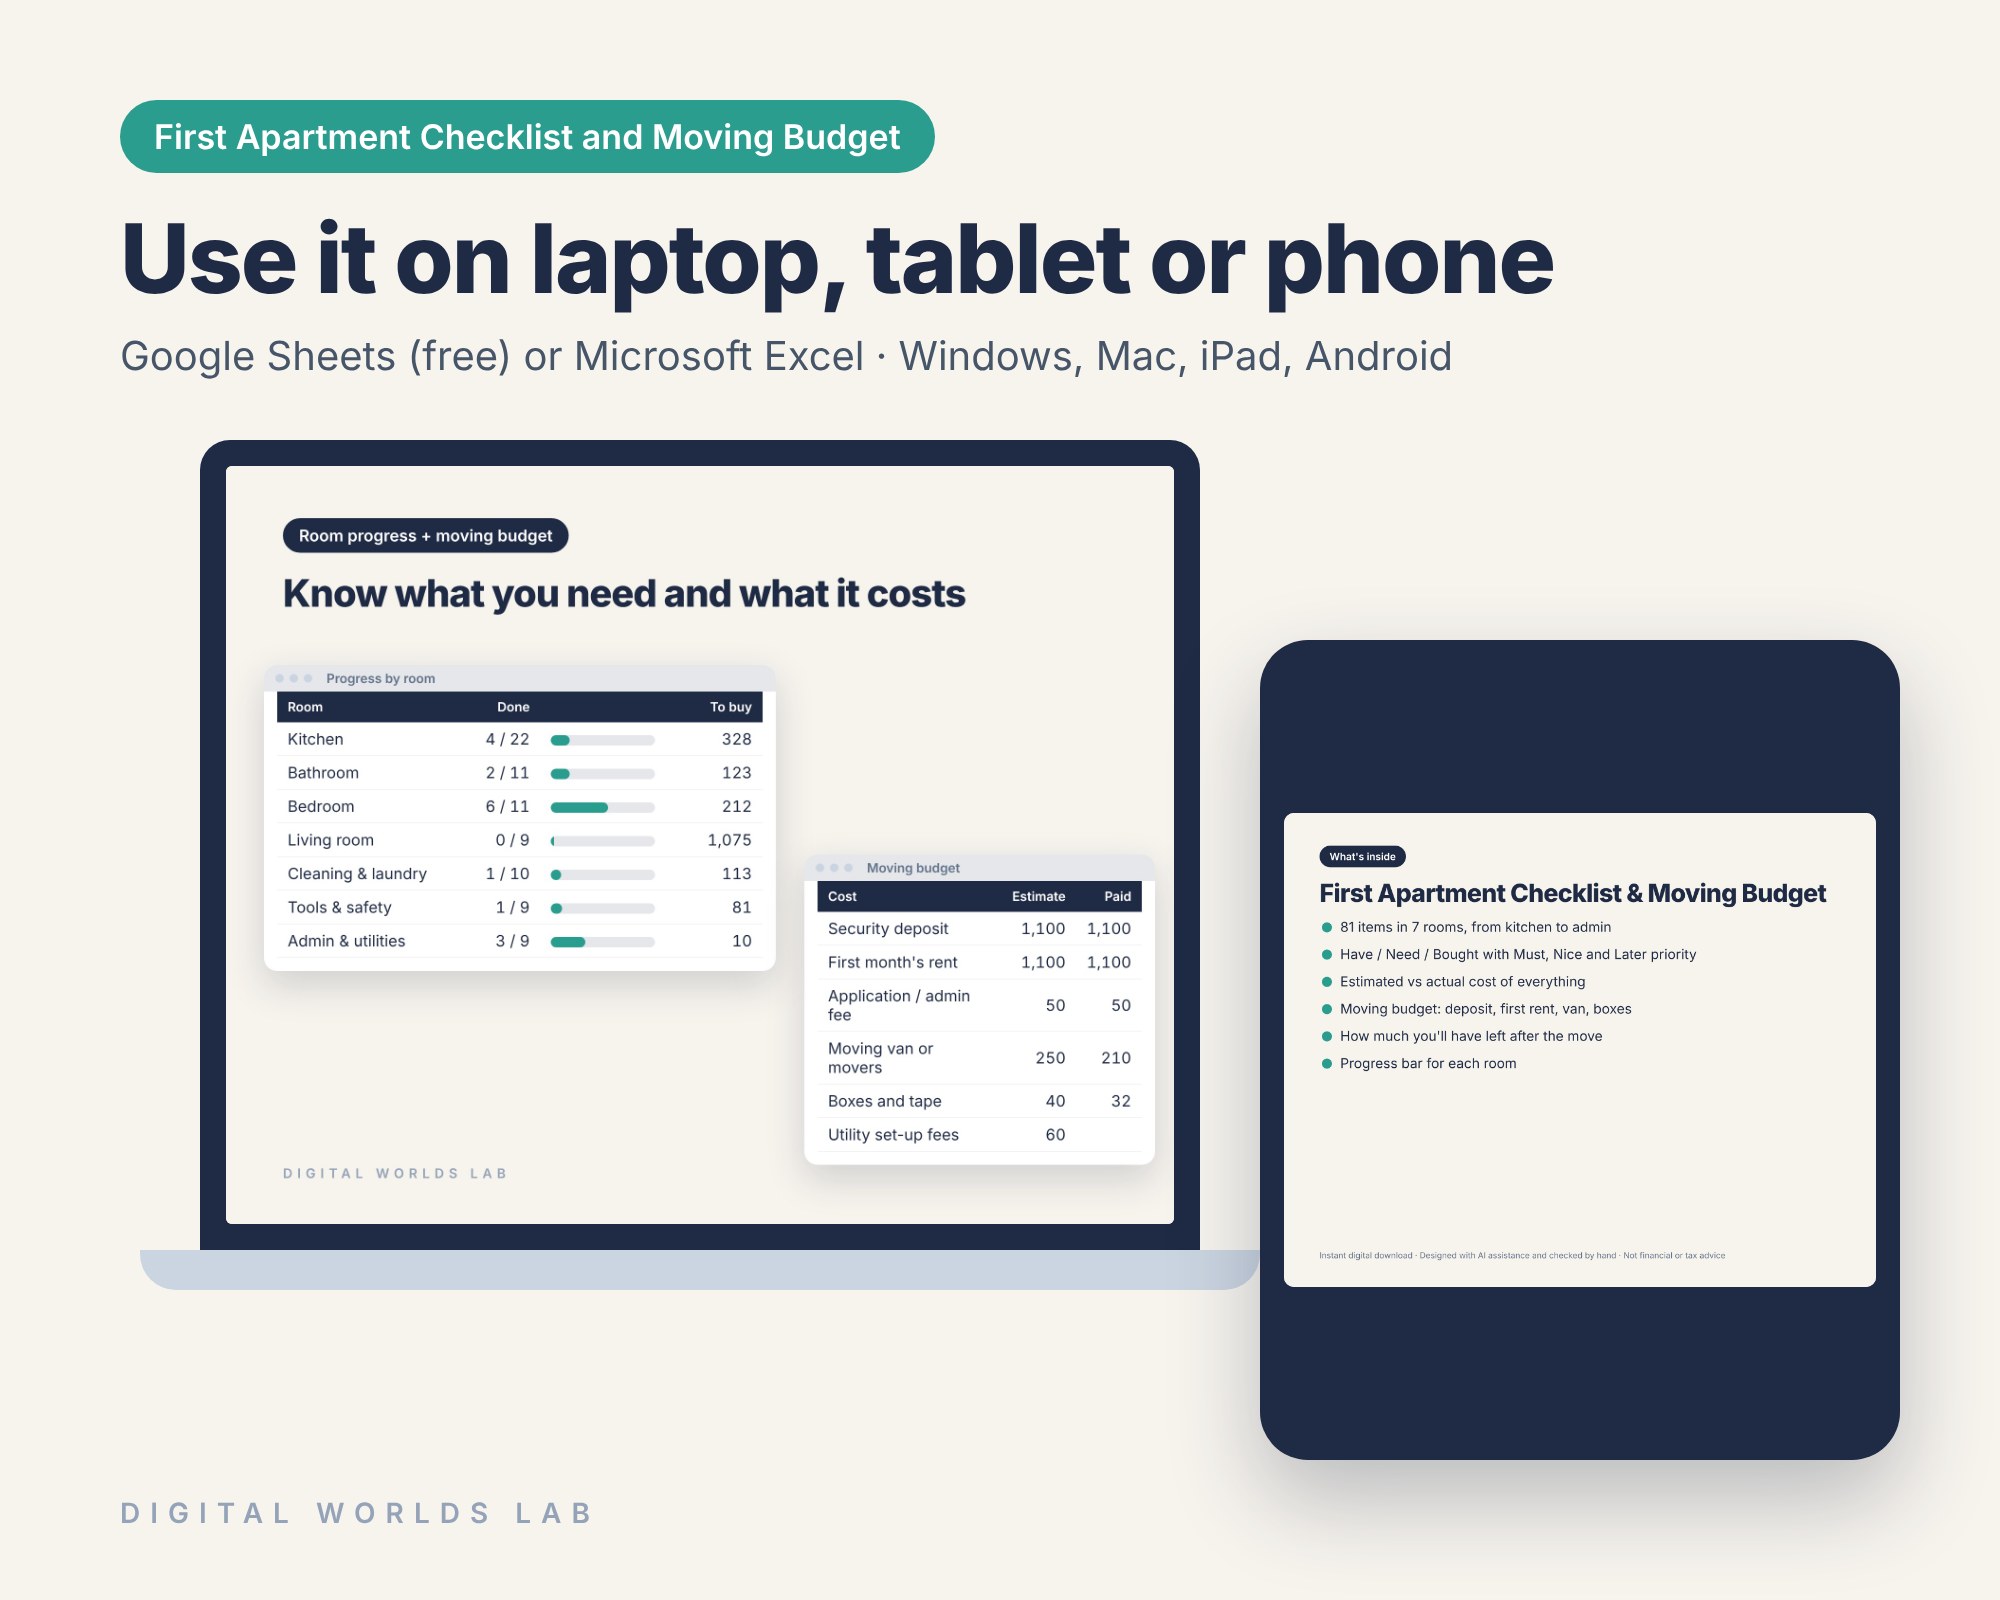 First Apartment Checklist and Moving Budget
Use it on laptop, tablet or phone
Google Sheets (free) or Microsoft Excel · Windows, Mac, iPad, Android
Room progress + moving budget
Know what you need and what it costs
Progress by room
Room Done To buy
Kitchen 4 / 22 328
Bathroom 2 / 11 123
Bedroom 6 / 11 212
Living room 0 / 9 1,075
Cleaning & laundry 1 / 10 113
Tools & safety 1 / 9 81
Admin & utilities 3 / 9 10
Moving budget
Cost Estimate Paid
Security deposit 1,100 1,100
First month's rent 1,100 1,100
Application / admin
fee 50 50
Moving van or
movers 250 210
Boxes and tape 40 32
Utility set-up fees 60
DIGITAL WORLDS LAB
What's inside
First Apartment Checklist & Moving Budget
81 items in 7 rooms, from kitchen to admin
Have / Need / Bought with Must, Nice and Later priority
Estimated vs actual cost of everything
Moving budget: deposit, first rent, van, boxes
How much you'll have left after the move
Progress bar for each room
Instant digital download · Designed with AI assistance and checked by hand · Not financial or tax advice
DIGITAL WORLDS LAB